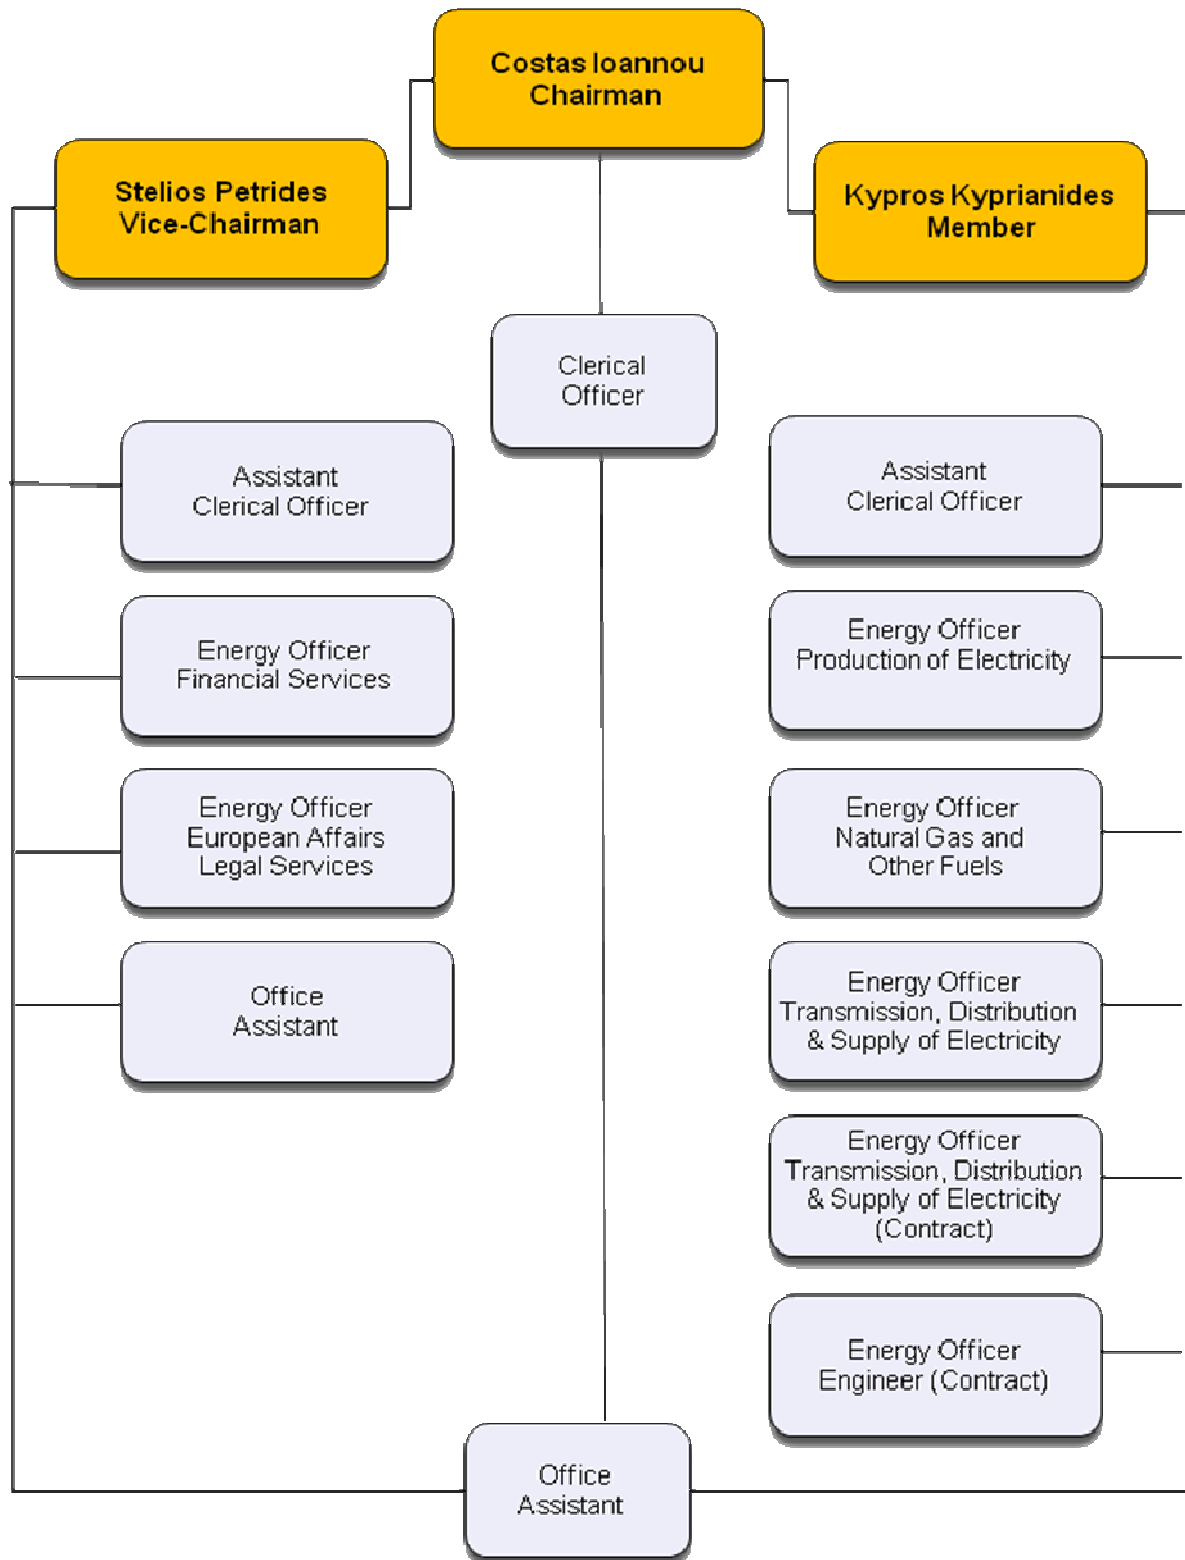 Costas Ioannou
Chairman
Stelios Petrides
Vice-Chairman
Kypros Kyprianides
Member
Clerical
Officer
Assistant
Clerical Officer
Energy Officer
Financial Services
Energy Officer
European Affairs
Legal Services
Office
Assistant
Assistant
Clerical Officer
Energy Officer
Production of Electricity
Energy Officer
Natural Gas and
Other Fuels
Energy Officer
Transmission, Distribution
& Supply of Electricity
Energy Officer
Transmission, Distribution
& Supply of Electricity
(Contract)
Energy Officer
Engineer (Contract)
Office
Assistant